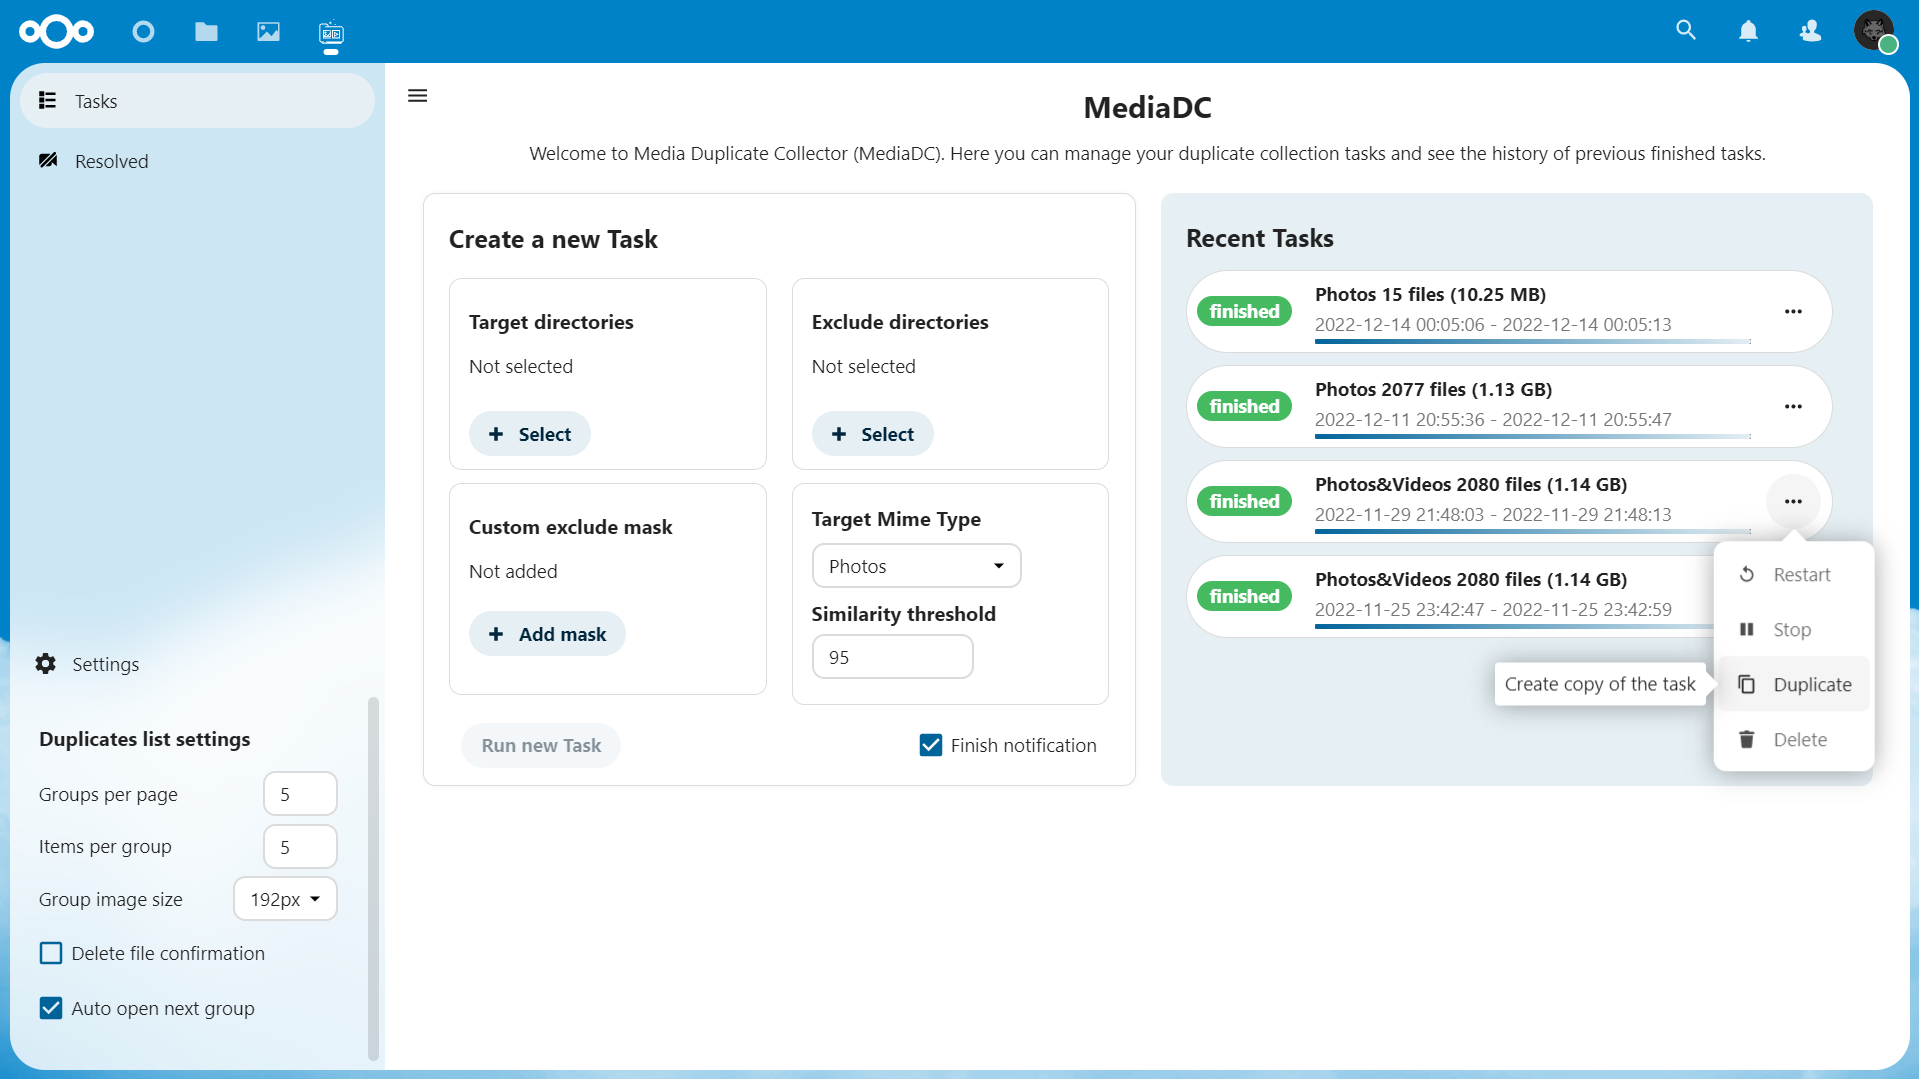 Tasks
Resolved
Settings
Duplicates list settings
Groups per page 5
Items per group 5
Group image size 192px
Delete file confirmation
Auto open next group
MediaDC
Welcome to Media Duplicate Collector (MediaDC). Here you can manage your duplicate collection tasks and see the history of previous finished tasks.
Create a new Task
Target directories
Not selected
Select
Exclude directories
Not selected
Select
Custom exclude mask
Not added
Add mask
Target Mime Type
Photos
Similarity threshold
95
Run new Task
Finish notification
Recent Tasks
finished
Photos 15 files (10.25 MB)
2022-12-14 00:05:06 - 2022-12-14 00:05:13
finished
Photos 2077 files (1.13 GB)
2022-12-11 20:55:36 - 2022-12-11 20:55:47
finished
Photos&Videos 2080 files (1.14 GB)
2022-11-29 21:48:03 - 2022-11-29 21:48:13
finished
Photos&Videos 2080 files (1.14 GB)
2022-11-25 23:42:47 - 2022-11-25 23:42:59
Restart
Stop
Create copy of the task
Duplicate
Delete